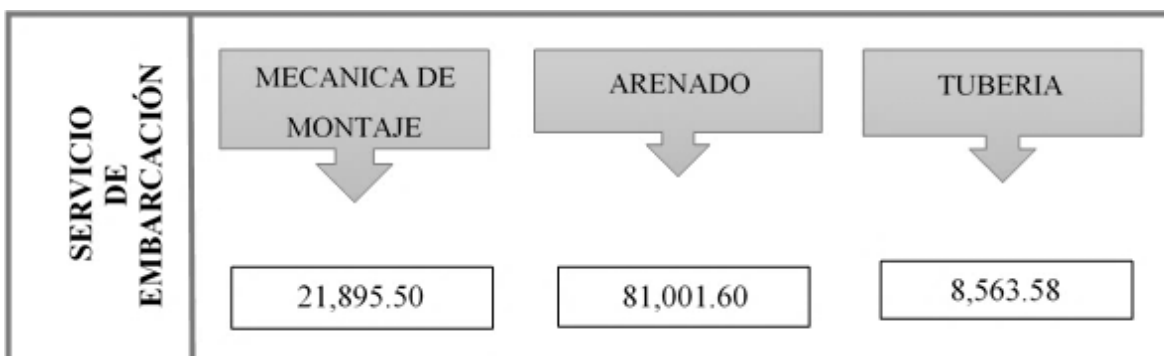 SERVICIO
DE
EMBARCACIÓN
MECANICA DE
MONTAJE
ARENADO
TUBERIA
21,895.50
81,001.60
8,563.58